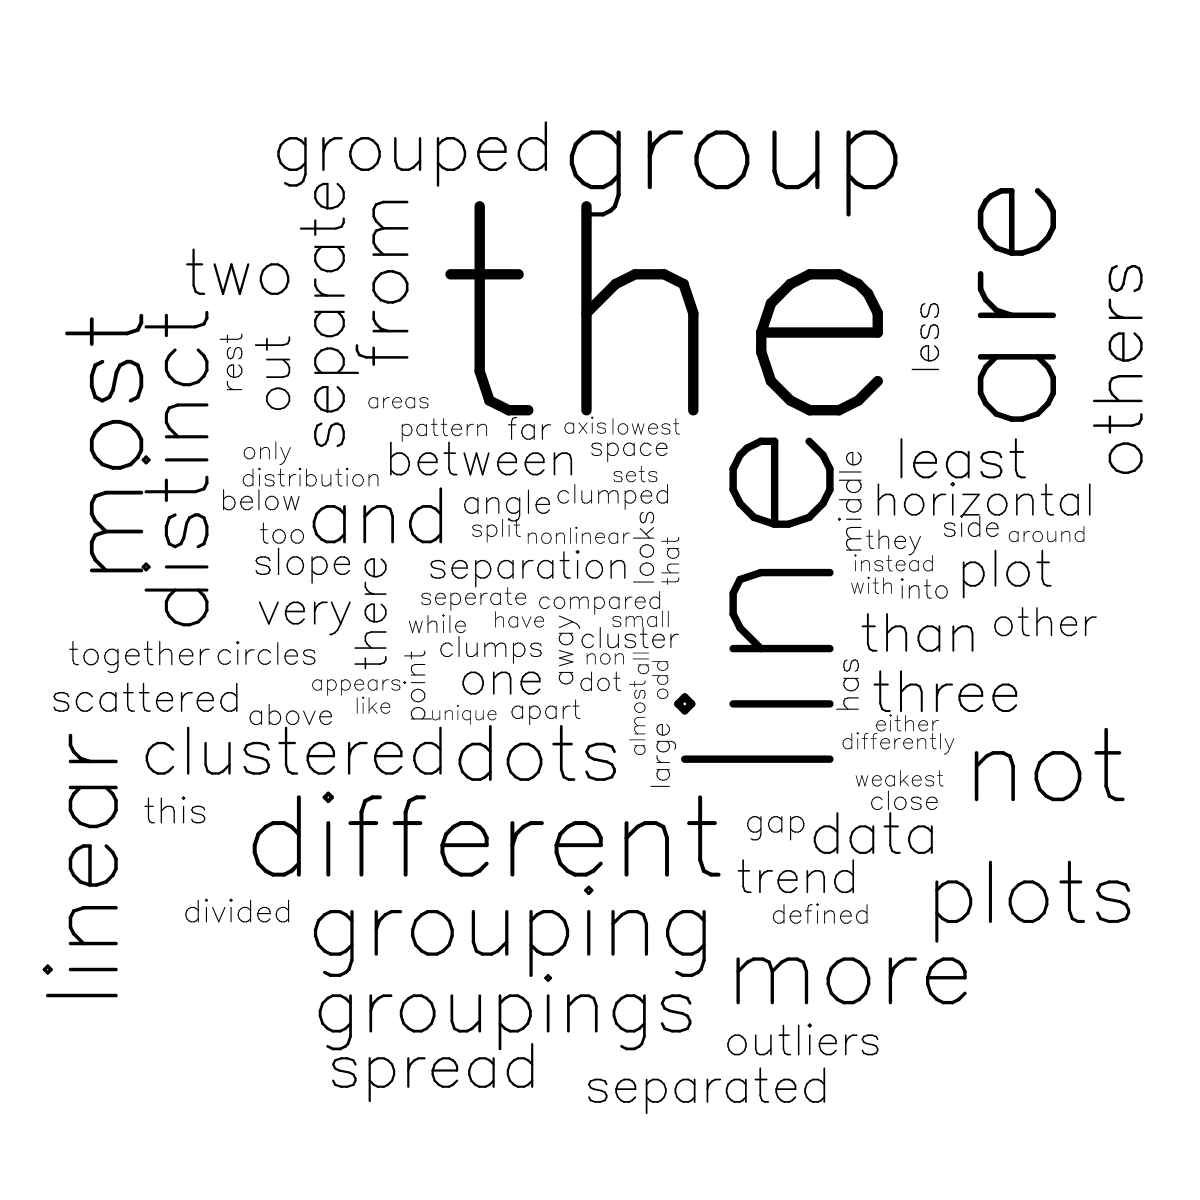 grouped
group
the
are
separate
from
two
others
most
distinct
rest
out
less
areas
pattern
far
axis
lowest
only
between
space
least
distribution
sets
middle
below
and
angle
clumped
horizontal
too
split
nonlinear
looks
that
they
side
around
line
slope
there
separation
instead
plot
very
seperate
compared
with
into
while
have
small
than
other
together
circles
clumps
away
cluster
non
all
has
scattered
appears
point
one
dot
odd
three
above
like
unique
apart
almost
large
either
differently
linear
clustered
dots
not
this
different
weakest
close
gap
data
trend
plots
divided
grouping
defined
groupings
more
spread
outliers
separated